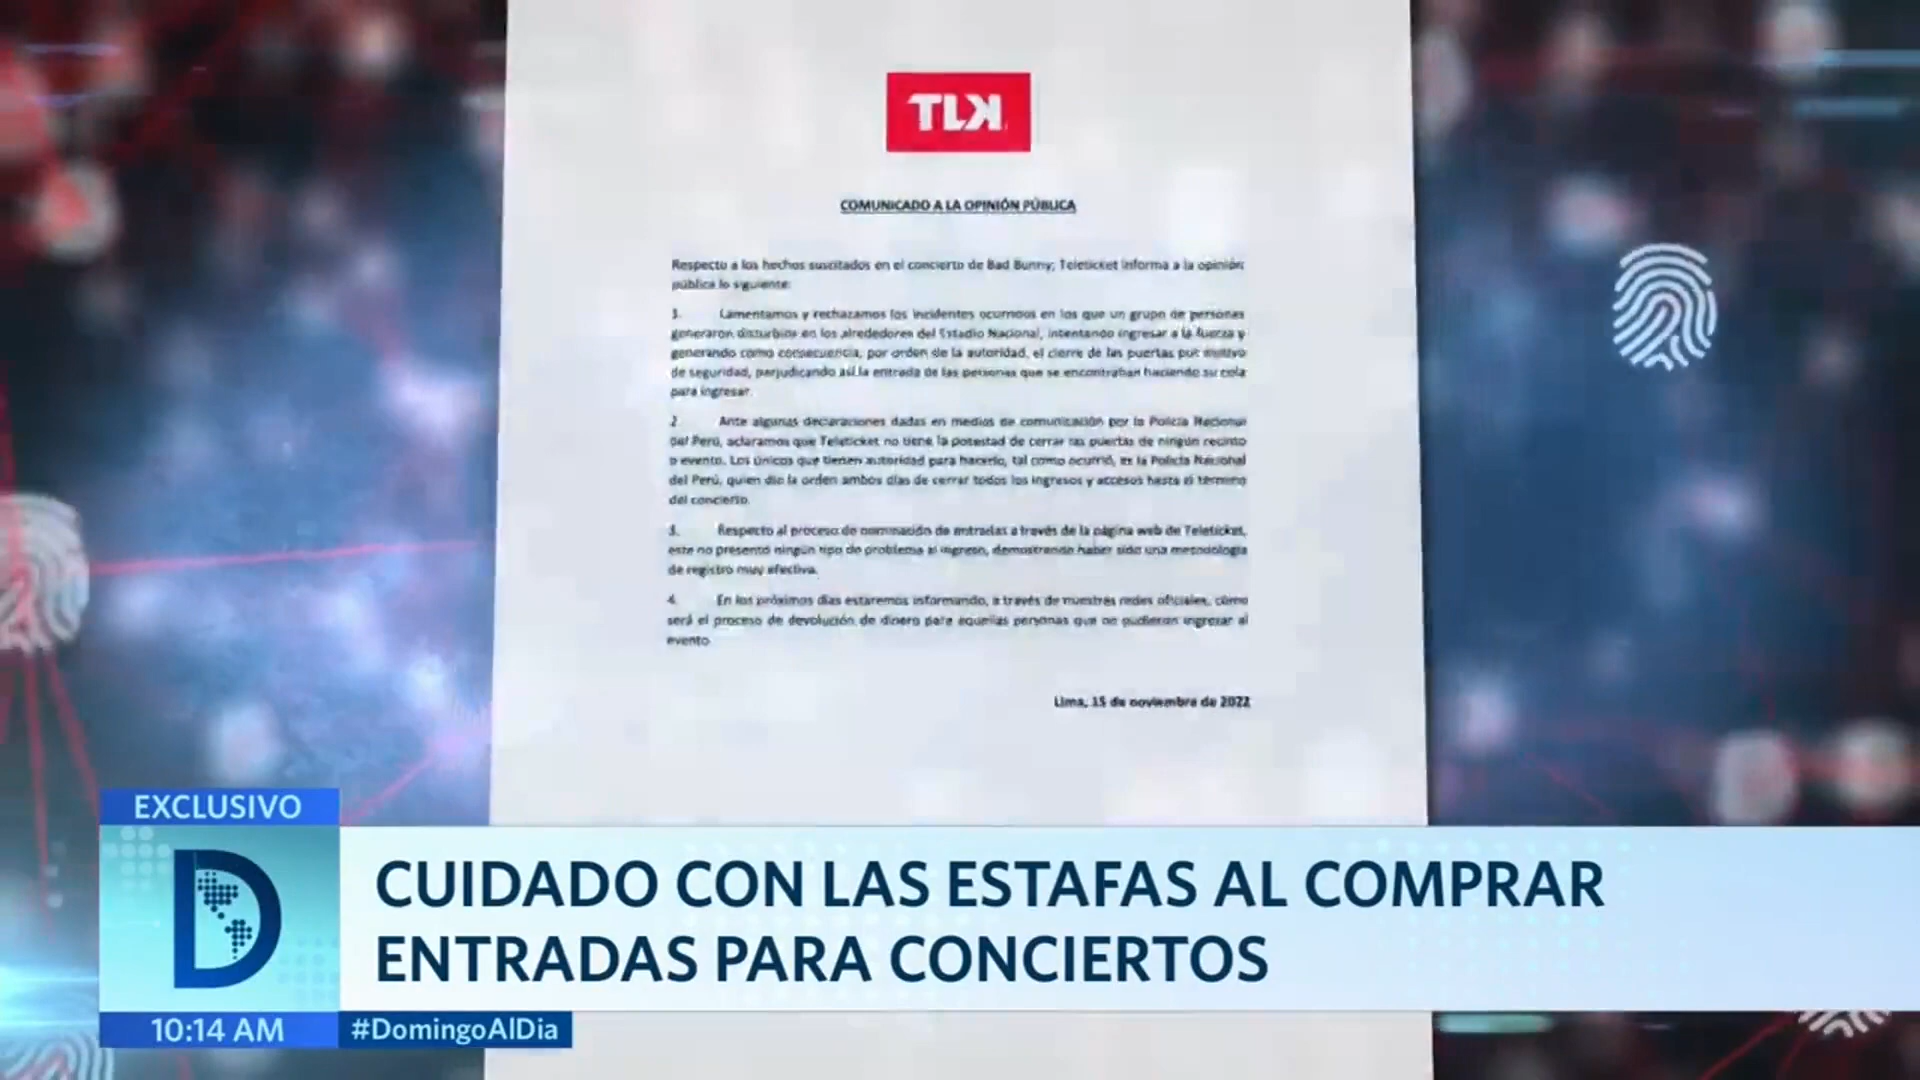 TLK
COMUNICADO A LA OPINIÓN PÚBLICA
Respecto a los hechos suscitados en el concierto de Bad Bunny; Teleticket informa a la opinión
pública lo siguiente:
1. Lamentamos y rechazamos los incidentes ocurridos en los que un grupo de personas
generaron disturbios en los alrededores del Estadio Nacional, intentando ingresar a la fuerza y
generando como consecuencia, por orden de la autoridad, el cierre de las puertas por motivo
de seguridad, perjudicando así la entrada de las personas que se encontraban haciendo su cola
para ingresar.
2. Ante algunas declaraciones dadas en medios de comunicación por la Policía Nacional
del Perú, aclaramos que Teleticket no tiene la potestad de cerrar las puertas de ningún recinto
o evento. Los únicos que tienen autoridad para hacerlo, tal como ocurrió, es la Policía Nacional
del Perú, quien dio la orden ambos días de cerrar todos los ingresos y accesos hasta el término
del concierto.
3. Respecto al proceso de nominación de entradas a través de la página web de Teleticket,
este no presentó ningún tipo de problema al ingreso, demostrando haber sido una metodología
de registro muy efectiva.
4. En los próximos días estaremos informando, a través de nuestras redes oficiales, cómo
será el proceso de devolución de dinero para aquellas personas que no pudieron ingresar al
evento.
Lima, 15 de noviembre de 2022
EXCLUSIVO
D
CUIDADO CON LAS ESTAFAS AL COMPRAR
ENTRADAS PARA CONCIERTOS
10:14 AM
#DomingoAlDia